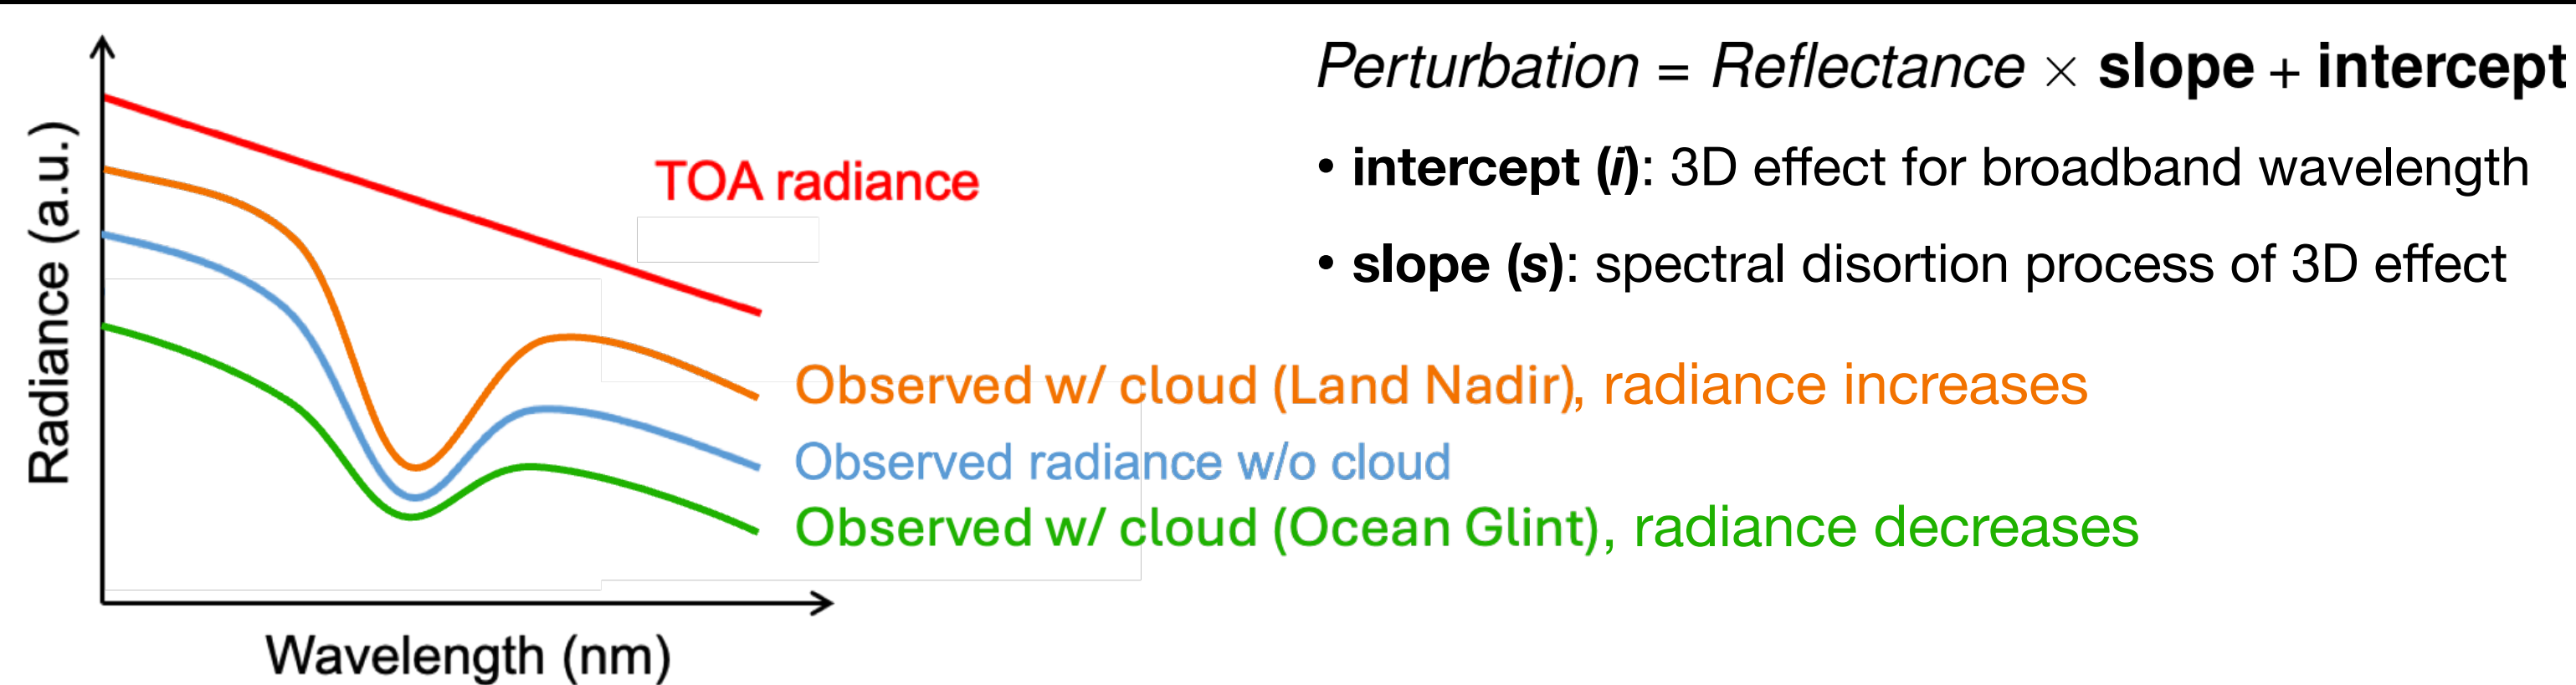 Perturbation = Reflectance × slope + intercept
• intercept (i): 3D effect for broadband wavelength
• slope (s): spectral disortion process of 3D effect
Radiance (a.u.)
TOA radiance
Observed w/ cloud (Land Nadir), radiance increases
Observed radiance w/o cloud
Observed w/ cloud (Ocean Glint), radiance decreases
Wavelength (nm)